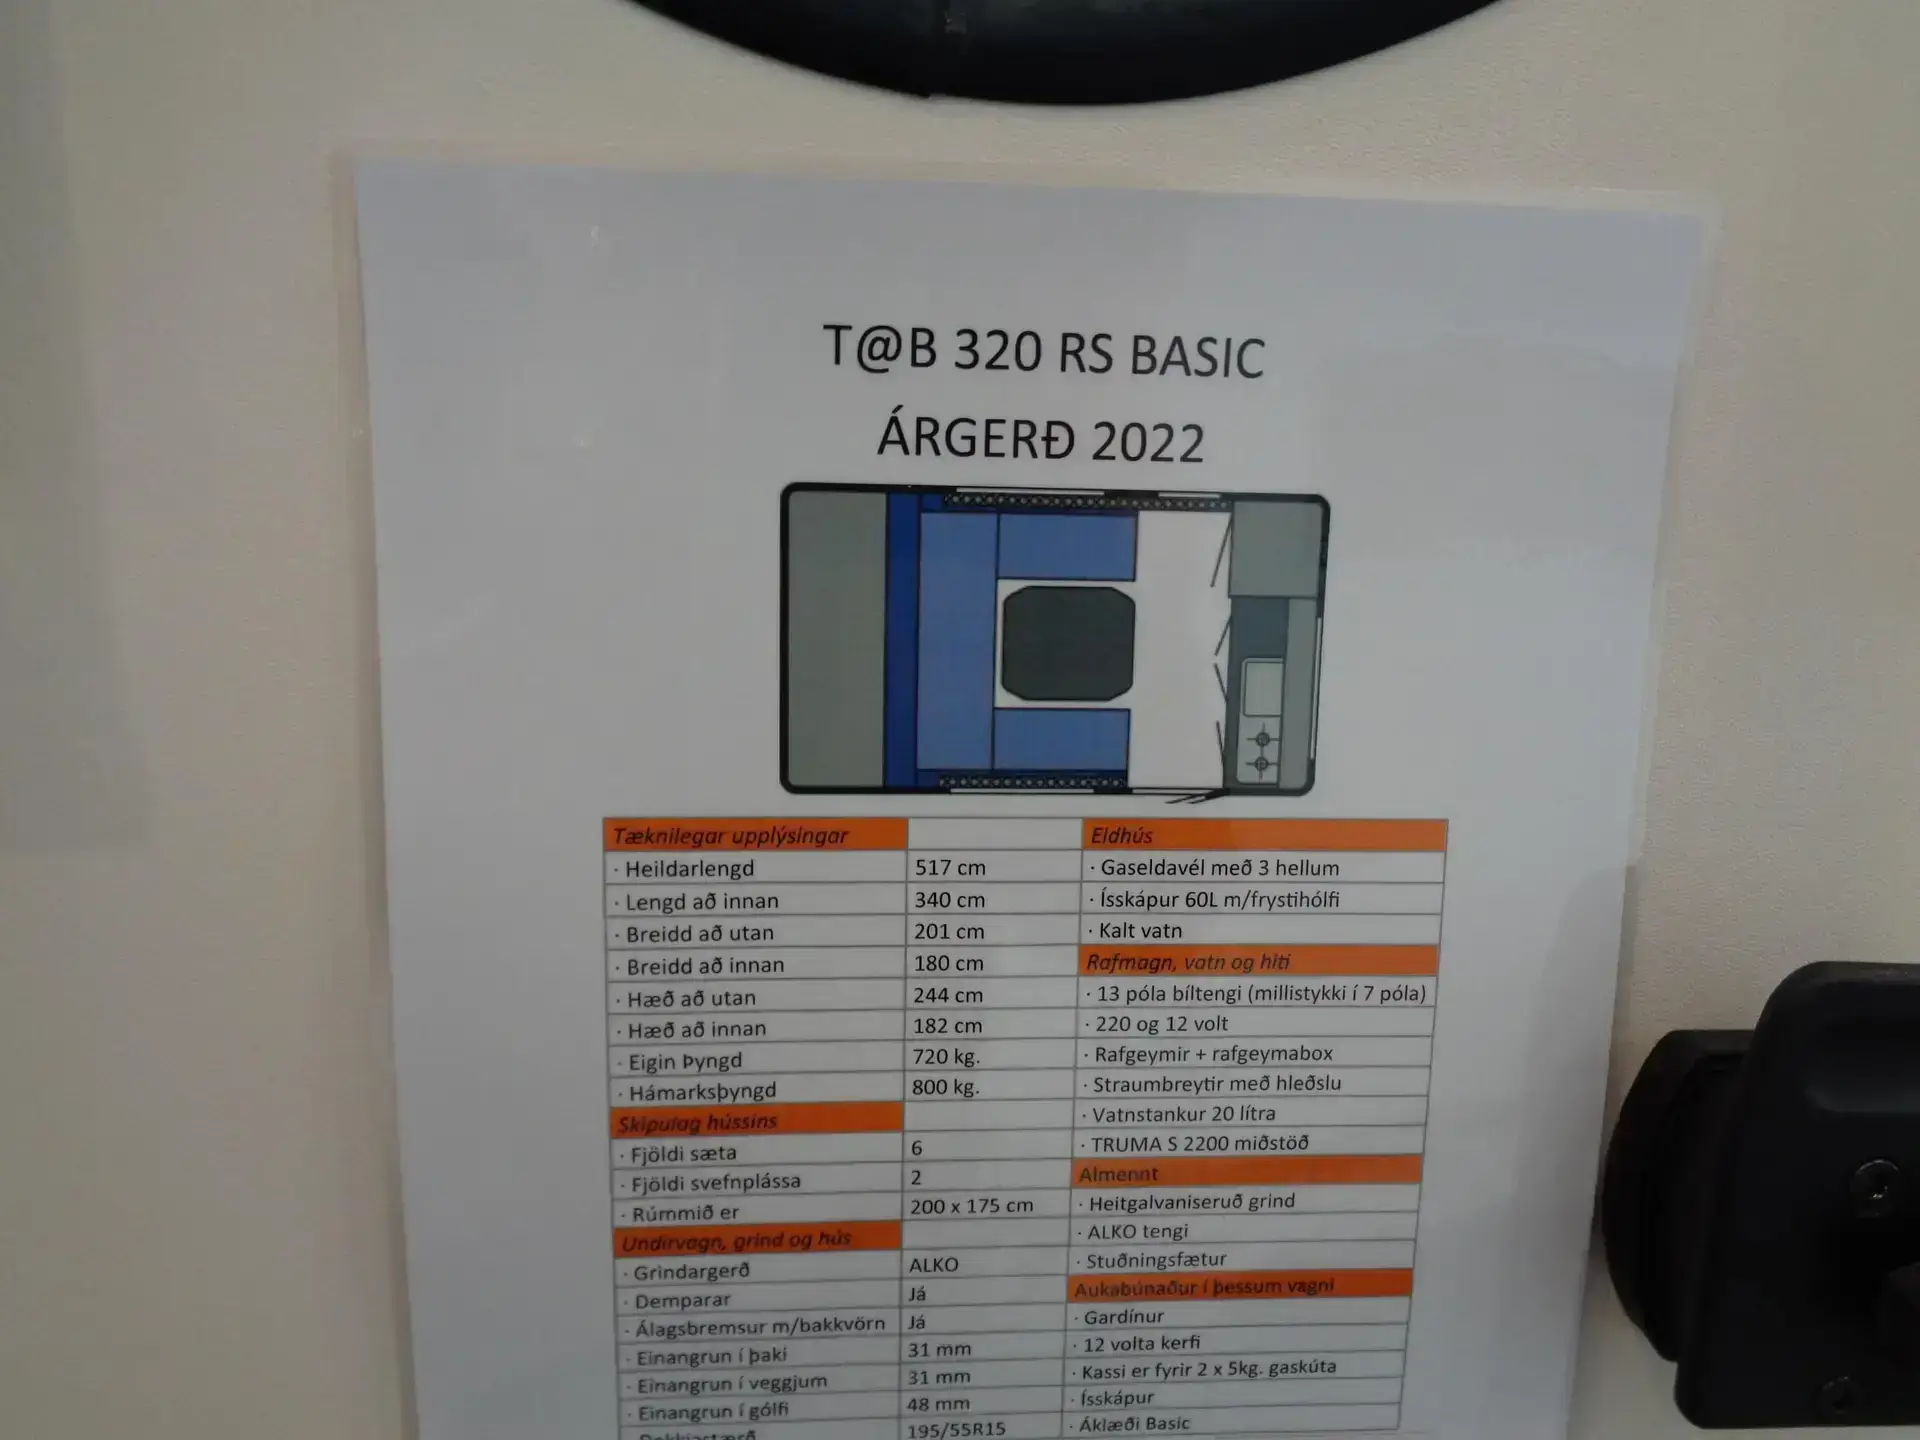 T@B 320 RS BASIC
ÁRGERÐ 2022
Tæknilegar upplýsingar
· Heildarlengd 517 cm
· Lengd að innan 340 cm
· Breidd að utan 201 cm
· Breidd að innan 180 cm
· Hæð að utan 244 cm
· Hæð að innan 182 cm
· Eigin Þyngd 720 kg.
· Hámarksþyngd 800 kg.
Skipulag hússins
· Fjöldi sæta 6
· Fjöldi svefnplássa 2
· Rúmmið er 200 x 175 cm
Undirvagn, grind og hús
· Grindargerð ALKO
· Demparar Já
· Álagsbremsur m/bakkvörn Já
· Einangrun í þaki 31 mm
· Einangrun í veggjum 31 mm
· Einangrun í gólfi 48 mm
195/55R15
Eldhús
· Gaseldavél með 3 hellum
· Ísskápur 60L m/frystihólfi
· Kalt vatn
Rafmagn, vatn og hiti
· 13 póla bíltengi (millistykki í 7 póla)
· 220 og 12 volt
· Rafgeymir + rafgeymabox
· Straumbreytir með hleðslu
· Vatnstankur 20 lítra
· TRUMA S 2200 miðstöð
Almennt
· Heitgalvaniseruð grind
· ALKO tengi
· Stuðningsfætur
Aukabúnaður í þessum vagni
· Gardínur
· 12 volta kerfi
· Kassi er fyrir 2 x 5kg. gaskúta
· Ísskápur
· Áklæði Basic